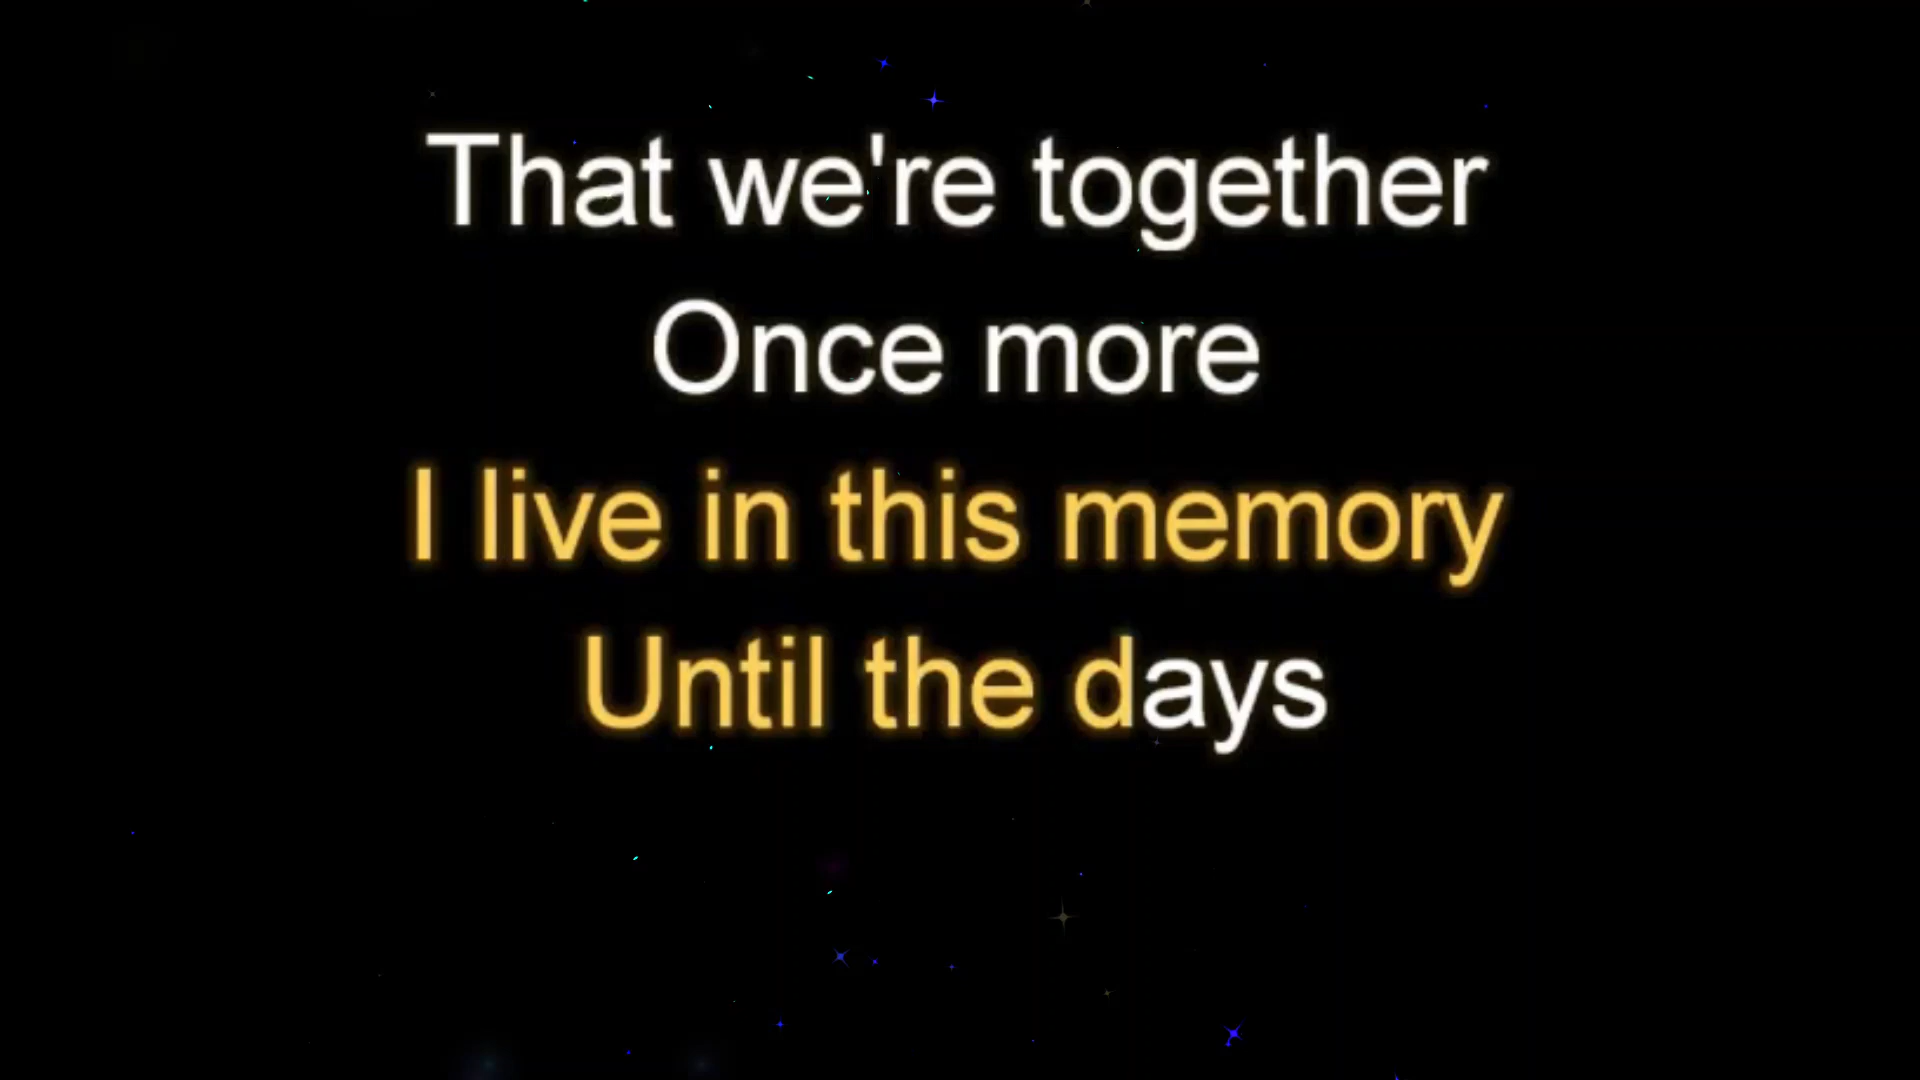 That we're together
Once more
I live in this memory
Until the days